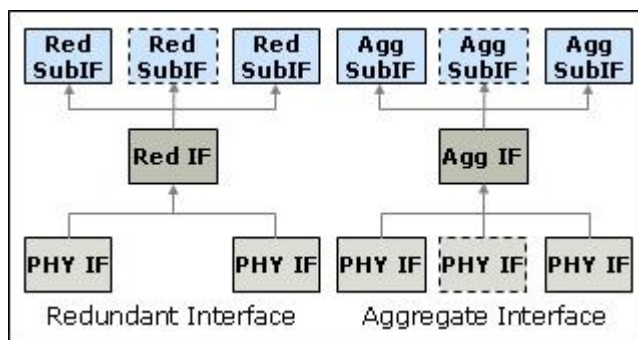 Red SubIF
Red SubIF
Red SubIF
Agg SubIF
Agg SubIF
Agg SubIF
Red IF
Agg IF
PHY IF
PHY IF
PHY IF
PHY IF
PHY IF
Redundant Interface
Aggregate Interface